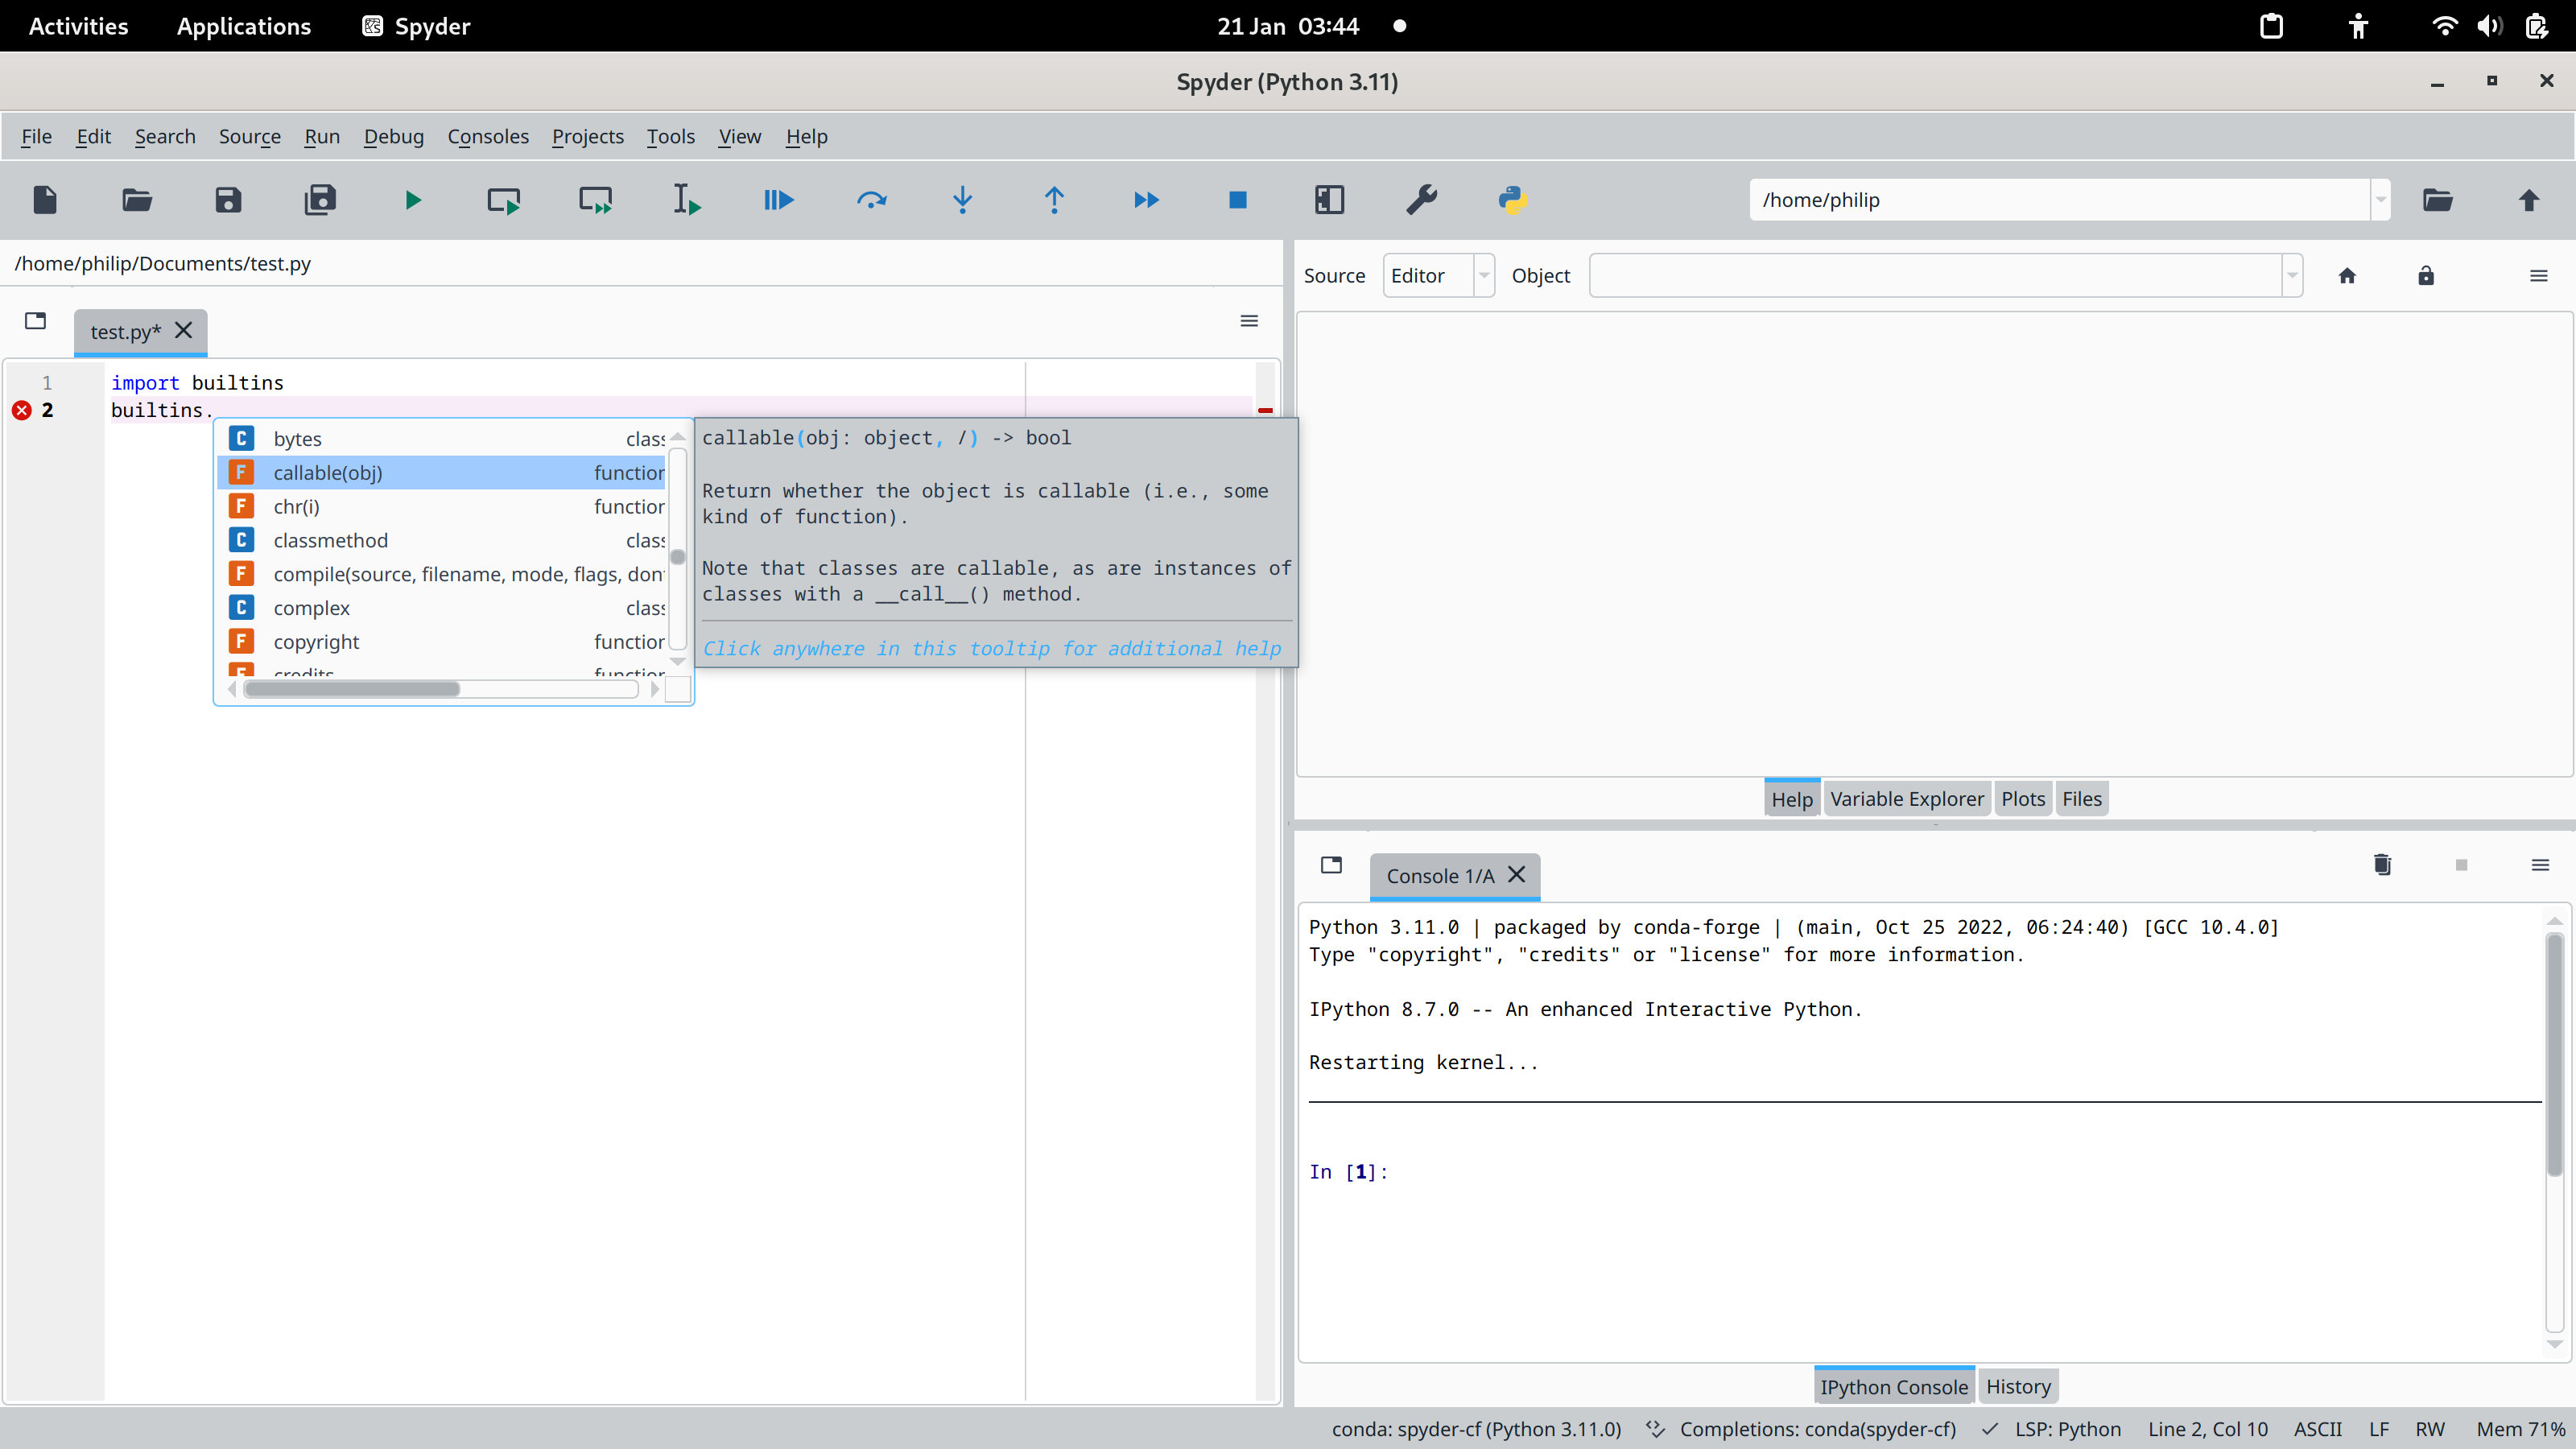 Activities Applications Spyder 21 Jan 03:44
Spyder (Python 3.11)
File Edit Search Source Run Debug Consoles Projects Tools View Help
/home/philip
/home/philip/Documents/test.py
Source Editor Object
test.py*
1 import builtins
2 builtins.
C bytes class
F callable(obj) function
F chr(i) function
C classmethod class
F compile(source, filename, mode, flags, don
C complex class
F copyright function
F credits function
callable(obj: object, /) -> bool
Return whether the object is callable (i.e., some
kind of function).
Note that classes are callable, as are instances of
classes with a __call__() method.
Click anywhere in this tooltip for additional help
Help Variable Explorer Plots Files
Console 1/A
Python 3.11.0 | packaged by conda-forge | (main, Oct 25 2022, 06:24:40) [GCC 10.4.0]
Type "copyright", "credits" or "license" for more information.
IPython 8.7.0 -- An enhanced Interactive Python.
Restarting kernel...
In [1]:
IPython Console History
conda: spyder-cf (Python 3.11.0) Completions: conda(spyder-cf) LSP: Python Line 2, Col 10 ASCII LF RW Mem 71%